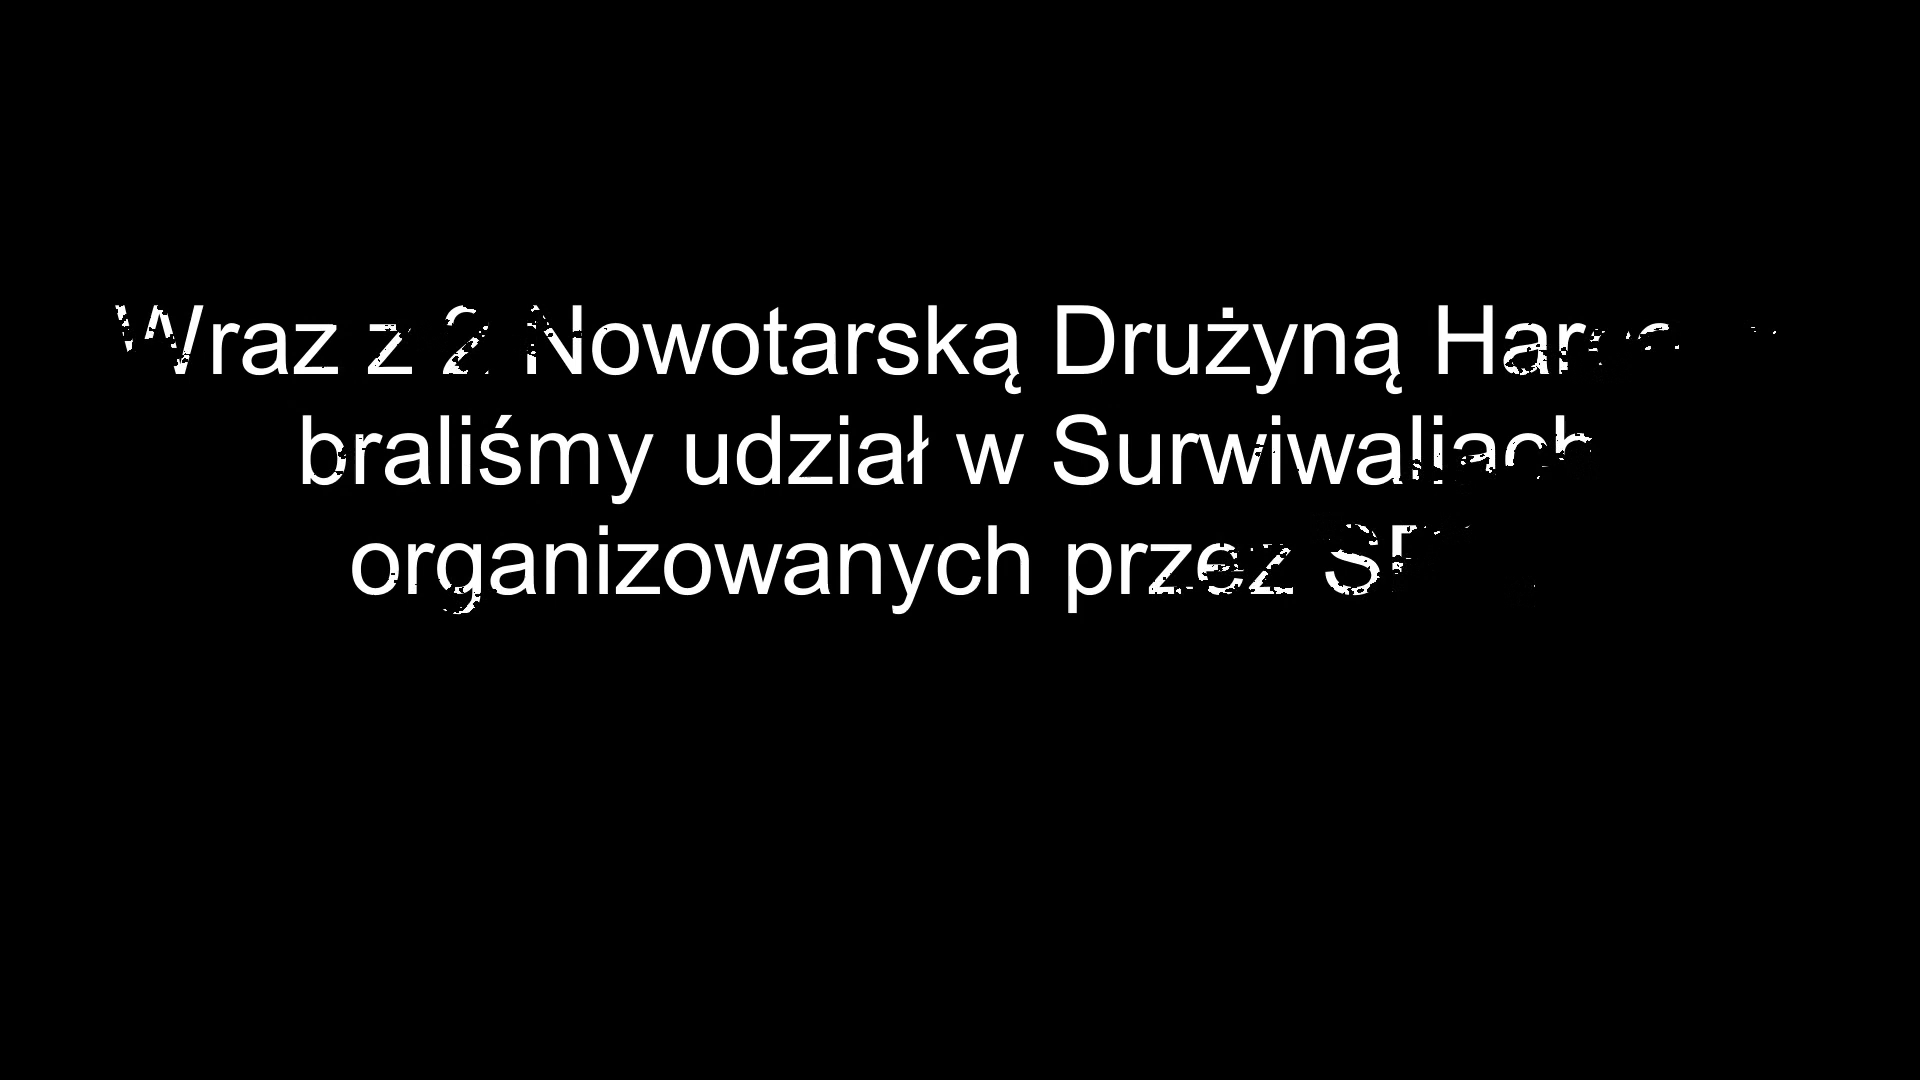 Wraz z 2 Nowotarską Drużyną
braliśmy udział w Surwiwaliach
organizowanych przez